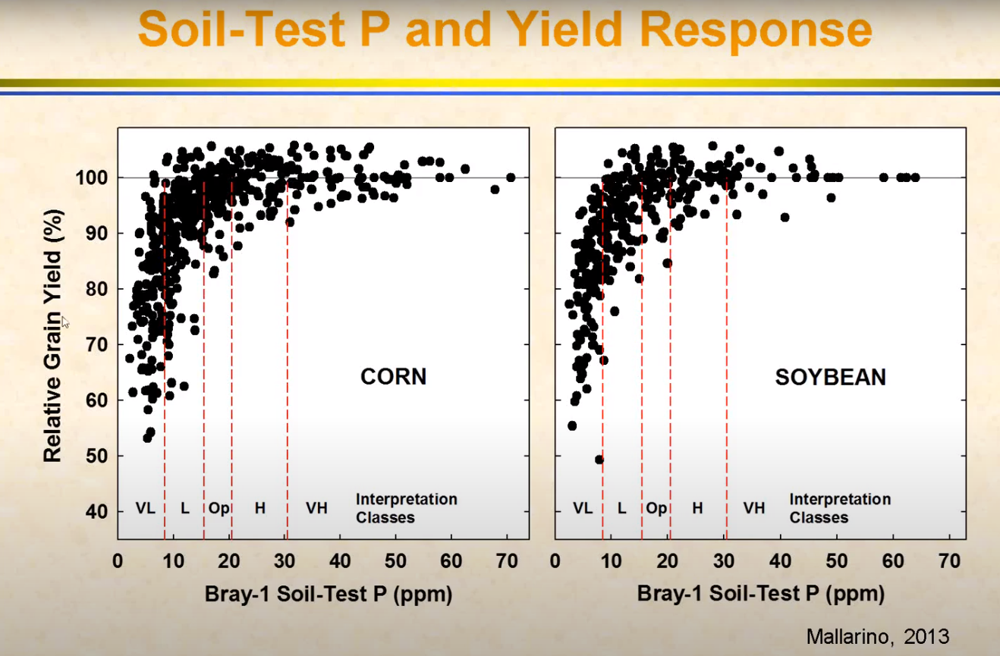 Soil-Test P and Yield Response
Relative Grain Yield (%)
100
90
80
70
60
50
40
CORN
VL L Op H VH
Interpretation
Classes
0 10 20 30 40 50 60 70
Bray-1 Soil-Test P (ppm)
SOYBEAN
VL L Op H VH
Interpretation
Classes
0 10 20 30 40 50 60 70
Bray-1 Soil-Test P (ppm)
Mallarino, 2013